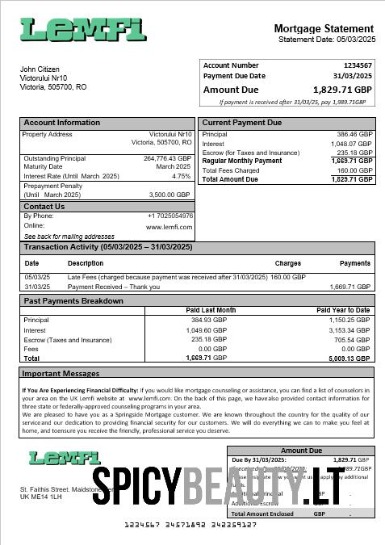 LEMFI
Mortgage Statement
Statement Date: 05/03/2025
John Citizen
Victorului Nr10
Victoria, 505700, RO
Account Number 1234567
Payment Due Date 31/03/2025
Amount Due 1,829.71 GBP
If payment is received after 31/03/25, pay 1,989.71GBP
Account Information
Property Address Victorului Nr10
Victoria, 505700, RO
Outstanding Principal 264,776.43 GBP
Maturity Date March 2025
Interest Rate (Until March 2025) 4.75%
Prepayment Penalty
(Until March 2025) 3,500.00 GBP
Contact Us
By Phone: +1 7025054976
Online: www.lemfi.com
See back for mailing addresses
Current Payment Due
Principal 386.46 GBP
Interest 1,048.07 GBP
Escrow (for Taxes and Insurance) 235.18 GBP
Regular Monthly Payment 1,669.71 GBP
Total Fees Charged 160.00 GBP
Total Amount Due 1,829.71 GBP
Transaction Activity (05/03/2025 – 31/03/2025)
Date Description Charges Payments
05/03/25 Late Fees (charged because payment was received after 31/03/2025) 160.00 GBP
31/03/25 Payment Received – Thank you 1,669.71 GBP
Past Payments Breakdown
Paid Last Month Paid Year to Date
Principal 384.93 GBP 1,150.25 GBP
Interest 1,049.60 GBP 3,153.34 GBP
Escrow (Taxes and Insurance) 235.18 GBP 705.54 GBP
Fees 0.00 GBP 0.00 GBP
Total 1,669.71 GBP 5,009.13 GBP
Important Messages
If You Are Experiencing Financial Difficulty: if you would like mortgage counseling or assistance, you can find a list of counselors in
your area on the UK Lemfi website at www.lemfi.com. On the back of this page, we have also provided contact information for
three state or federally-approved counseling programs in your area.
We are pleased to have you as a Springside Mortgage customer. We are known throughout the country for the quality of our
service and our dedication to providing financial security for our customers. We will do everything we can to make you feel at
home, and ensure you receive the friendly, professional service you deserve.
LEMFI
St. Faithis Street, Maidstone
UK ME14 1LH
Amount Due
Due By 31/03/2025: 1,829.71 GBP
Total Amount Enclosed GBP .
SPICYBEAUTY.LT
1234567 34571892 342359127